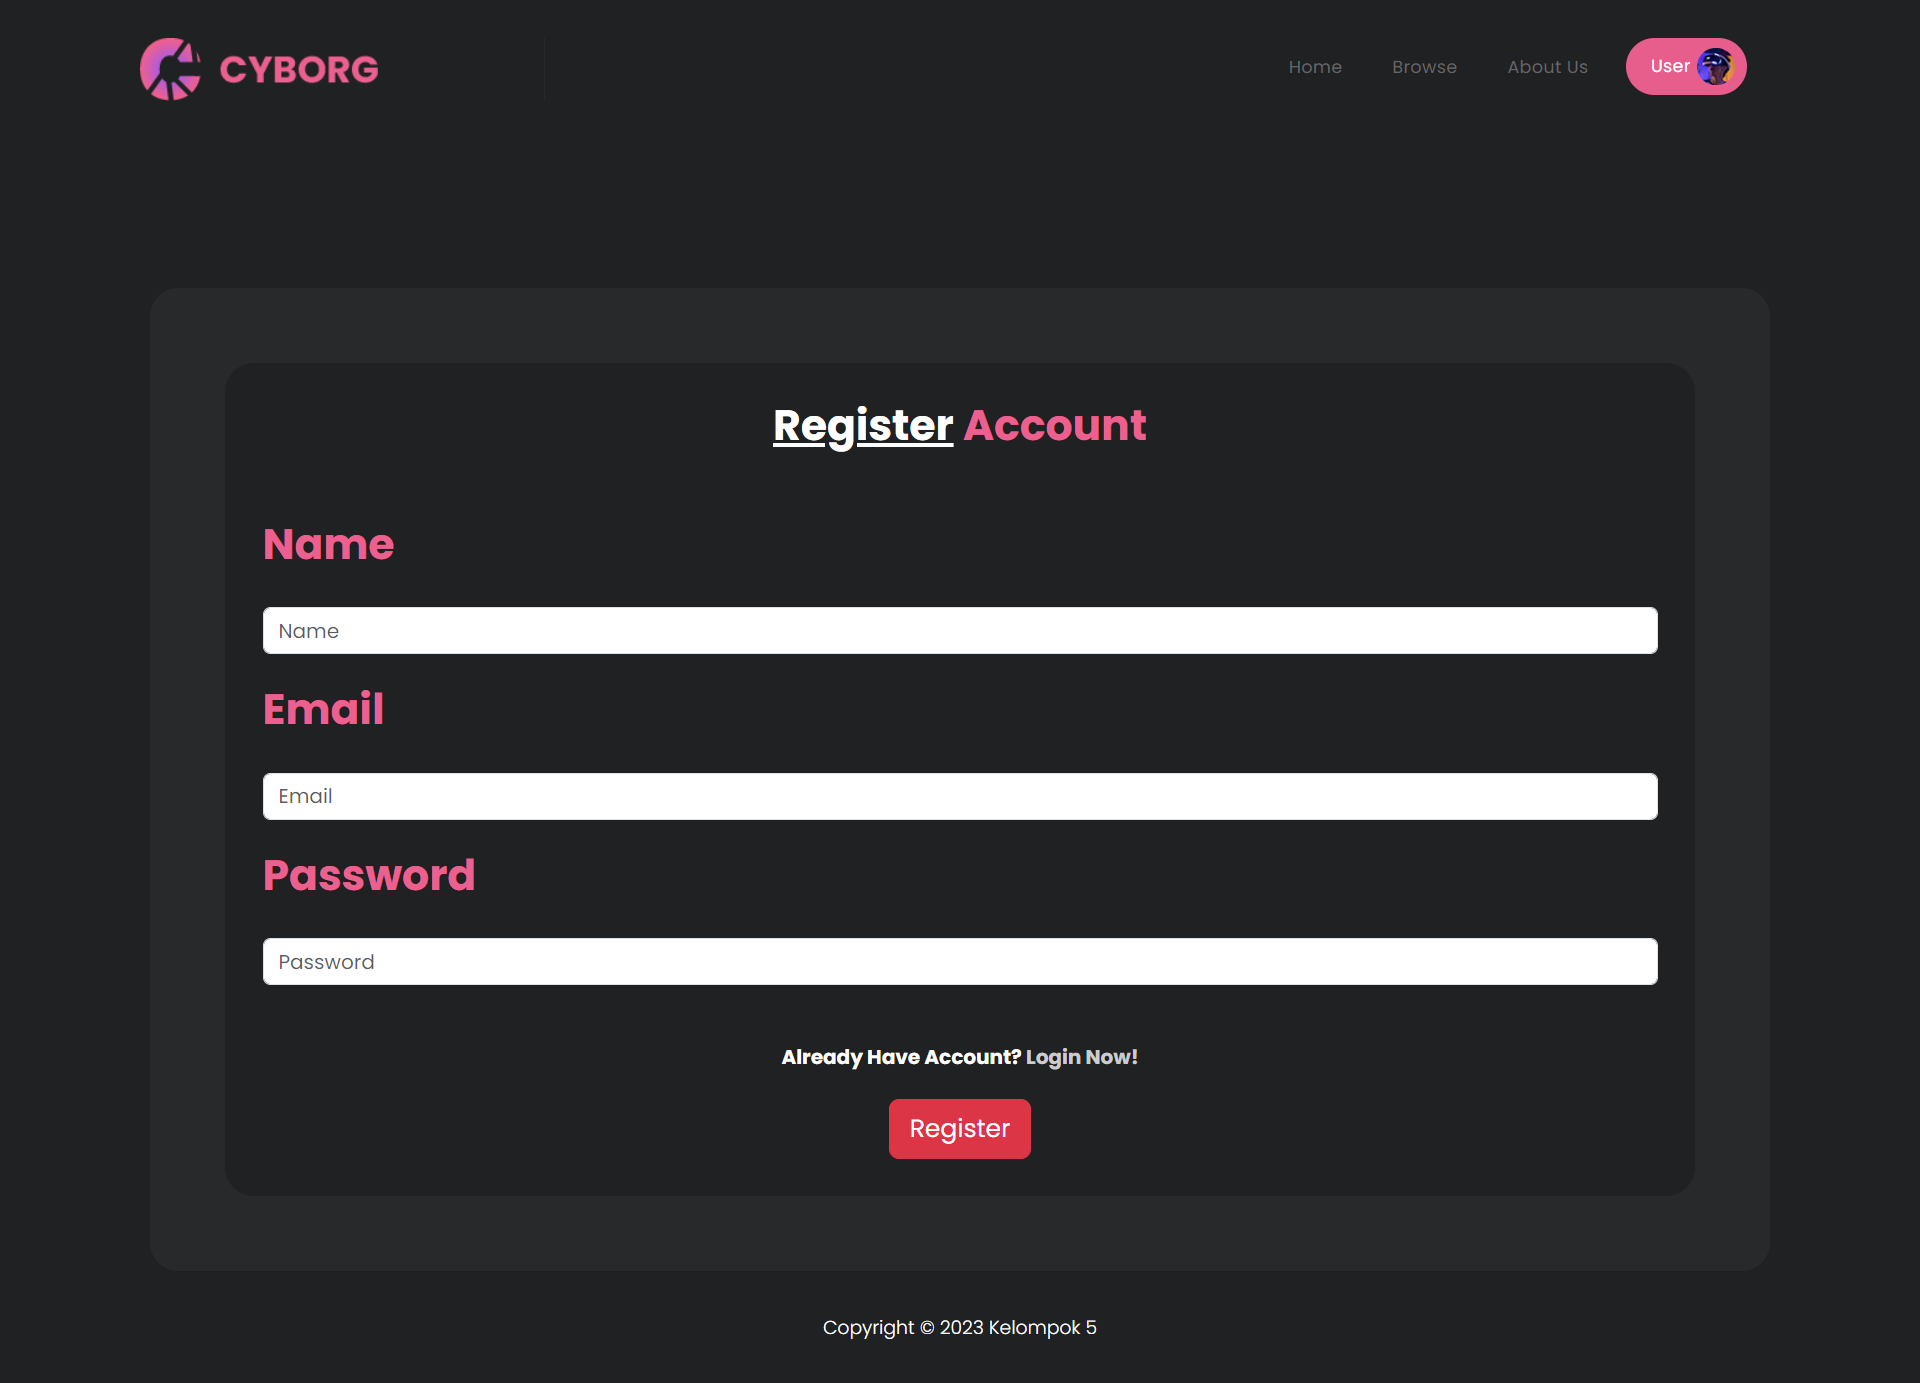 CYBORG
Home Browse About Us User
Register Account
Name
Name
Email
Email
Password
Password
Already Have Account? Login Now!
Register
Copyright © 2023 Kelompok 5